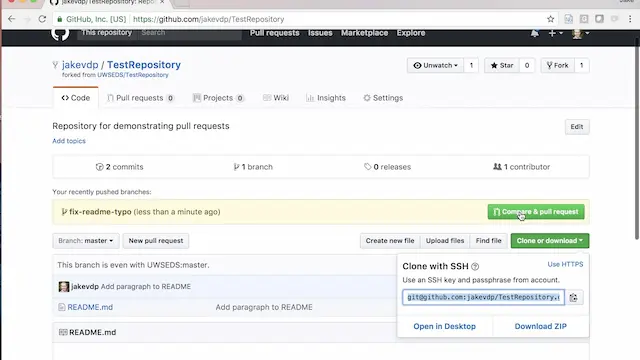 jakevdp/TestRepository: Repo
GitHub, Inc. [US] https://github.com/jakevdp/TestRepository
This repository Search Pull requests Issues Marketplace Explore
jakevdp / TestRepository
forked from UWSEDS/TestRepository
Unwatch 1 Star 0 Fork 1
Code Pull requests 0 Projects 0 Wiki Insights Settings
Repository for demonstrating pull requests
Edit
Add topics
2 commits 1 branch 0 releases 1 contributor
Your recently pushed branches:
fix-readme-typo (less than a minute ago)
Compare & pull request
Branch: master New pull request Create new file Upload files Find file Clone or download
This branch is even with UWSEDS:master.
jakevdp Add paragraph to README
README.md Add paragraph to README
README.md
Clone with SSH
Use HTTPS
Use an SSH key and passphrase from account.
git@github.com:jakevdp/TestRepository.
Open in Desktop Download ZIP